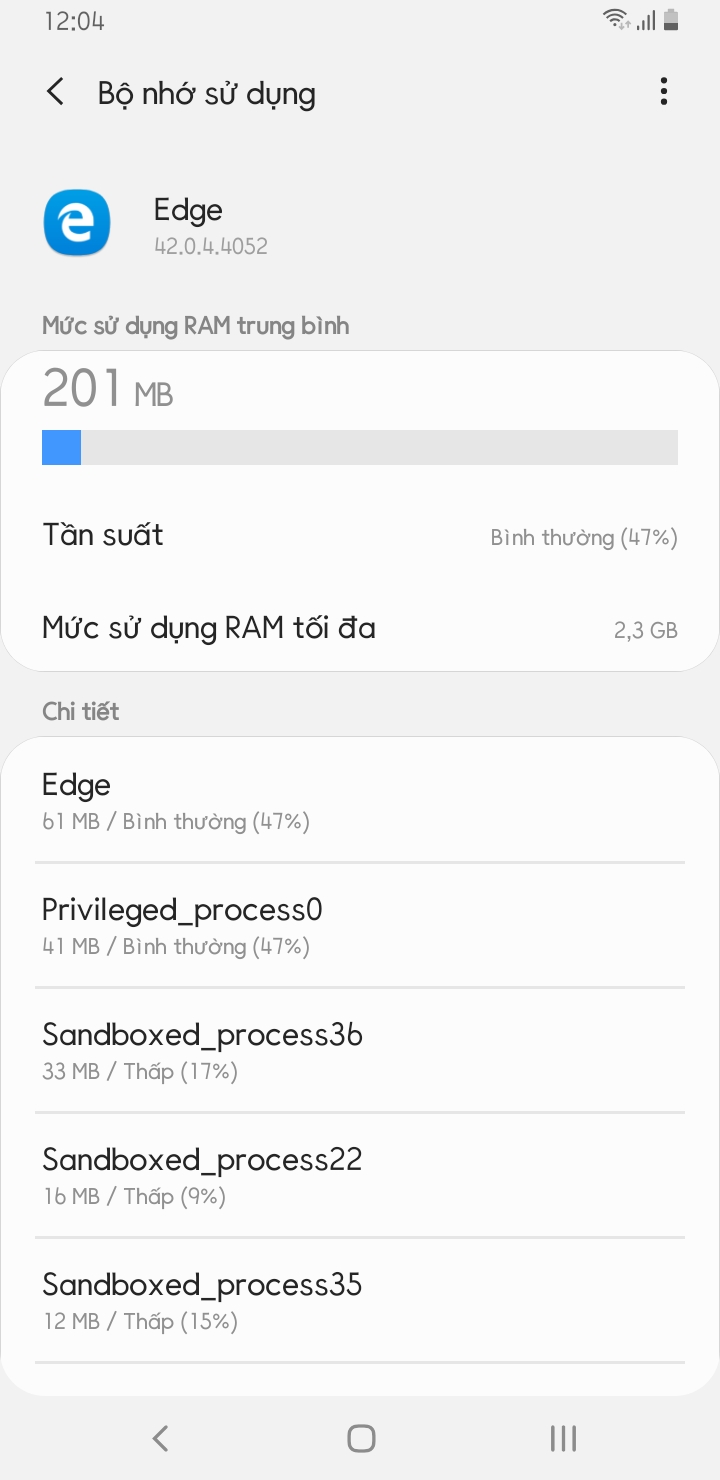 12:04
Bộ nhớ sử dụng
Edge
42.0.4.4052
Mức sử dụng RAM trung bình
201 MB
Tần suất
Bình thường (47%)
Mức sử dụng RAM tối đa
2,3 GB
Chi tiết
Edge
61 MB / Bình thường (47%)
Privileged_process0
41 MB / Bình thường (47%)
Sandboxed_process36
33 MB / Thấp (17%)
Sandboxed_process22
16 MB / Thấp (9%)
Sandboxed_process35
12 MB / Thấp (15%)